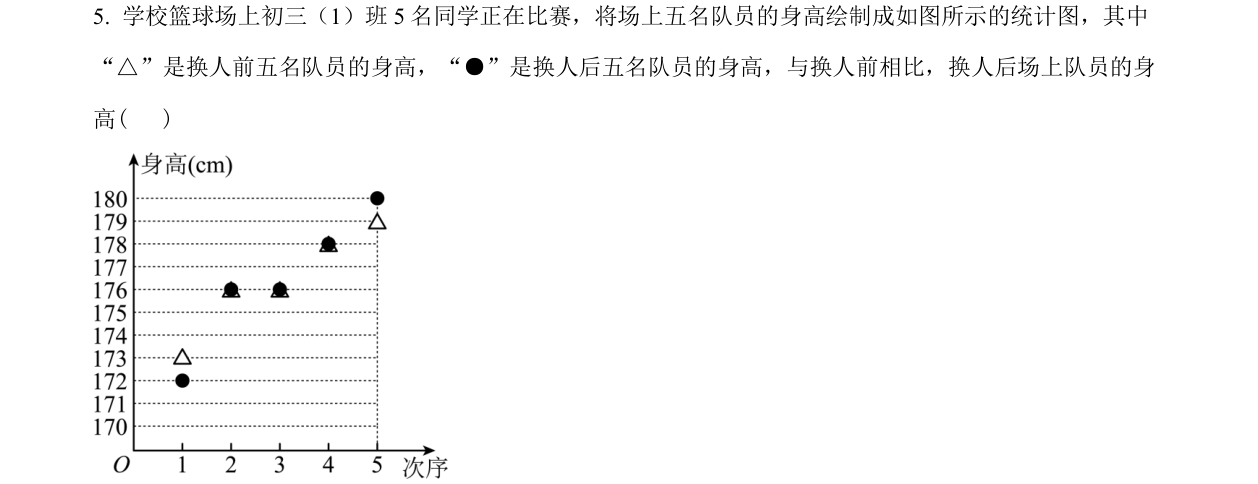 5. 学校篮球场上初三（1）班 5 名同学正在比赛，将场上五名队员的身高绘制成如图所示的统计图，其中
“△”是换人前五名队员的身高，“●”是换人后五名队员的身高，与换人前相比，换人后场上队员的身
高(  )
身高(cm)
180
179
178
177
176
175
174
173
172
171
170
O 1 2 3 4 5 次序